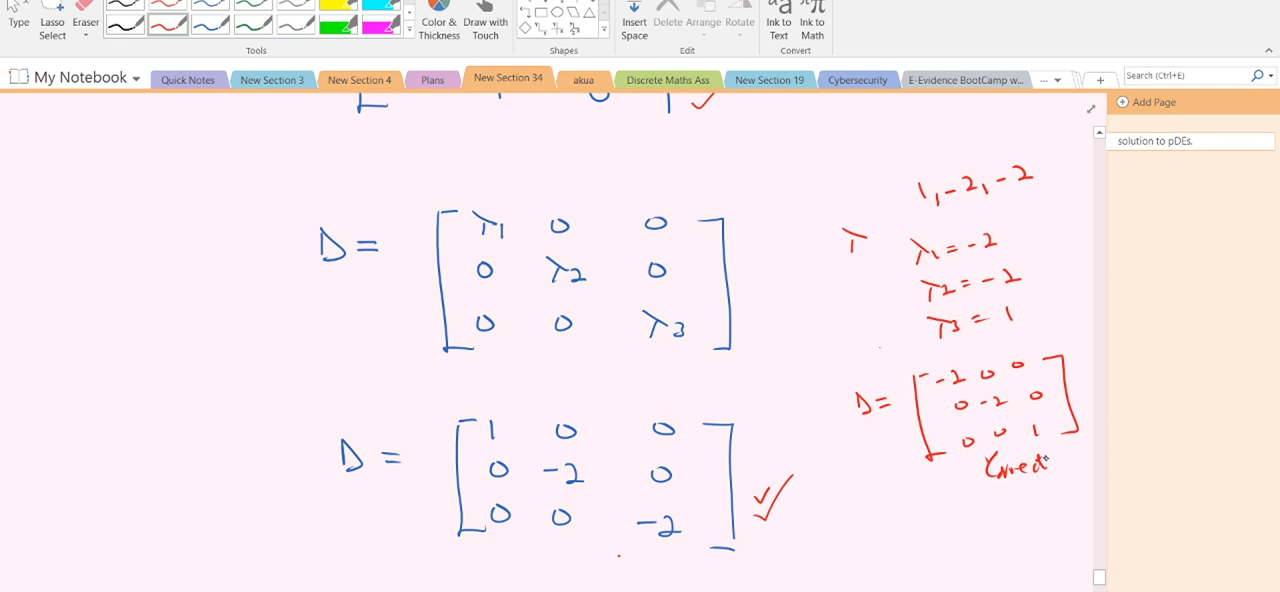 Type
Lasso Select
Eraser
Color & Thickness
Draw with Touch
Insert Space
Delete
Arrange
Rotate
Ink to Text
Ink to Math
Tools
Shapes
Edit
Convert
My Notebook
Quick Notes
New Section 3
New Section 4
Plans
New Section 34
akua
Discrete Maths Ass
New Section 19
Cybersecurity
E-Evidence BootCamp w...
...
+
Search (Ctrl+E)
Add Page
solution to pDEs.
1, -2, -2
D = [ λ1 0 0
0 λ2 0
0 0 λ3 ]
λ
λ1 = -2
λ2 = -2
λ3 = 1
D = [ -2 0 0
0 -2 0
0 0 1 ]
D = [ 1 0 0
0 -2 0
0 0 -2 ]